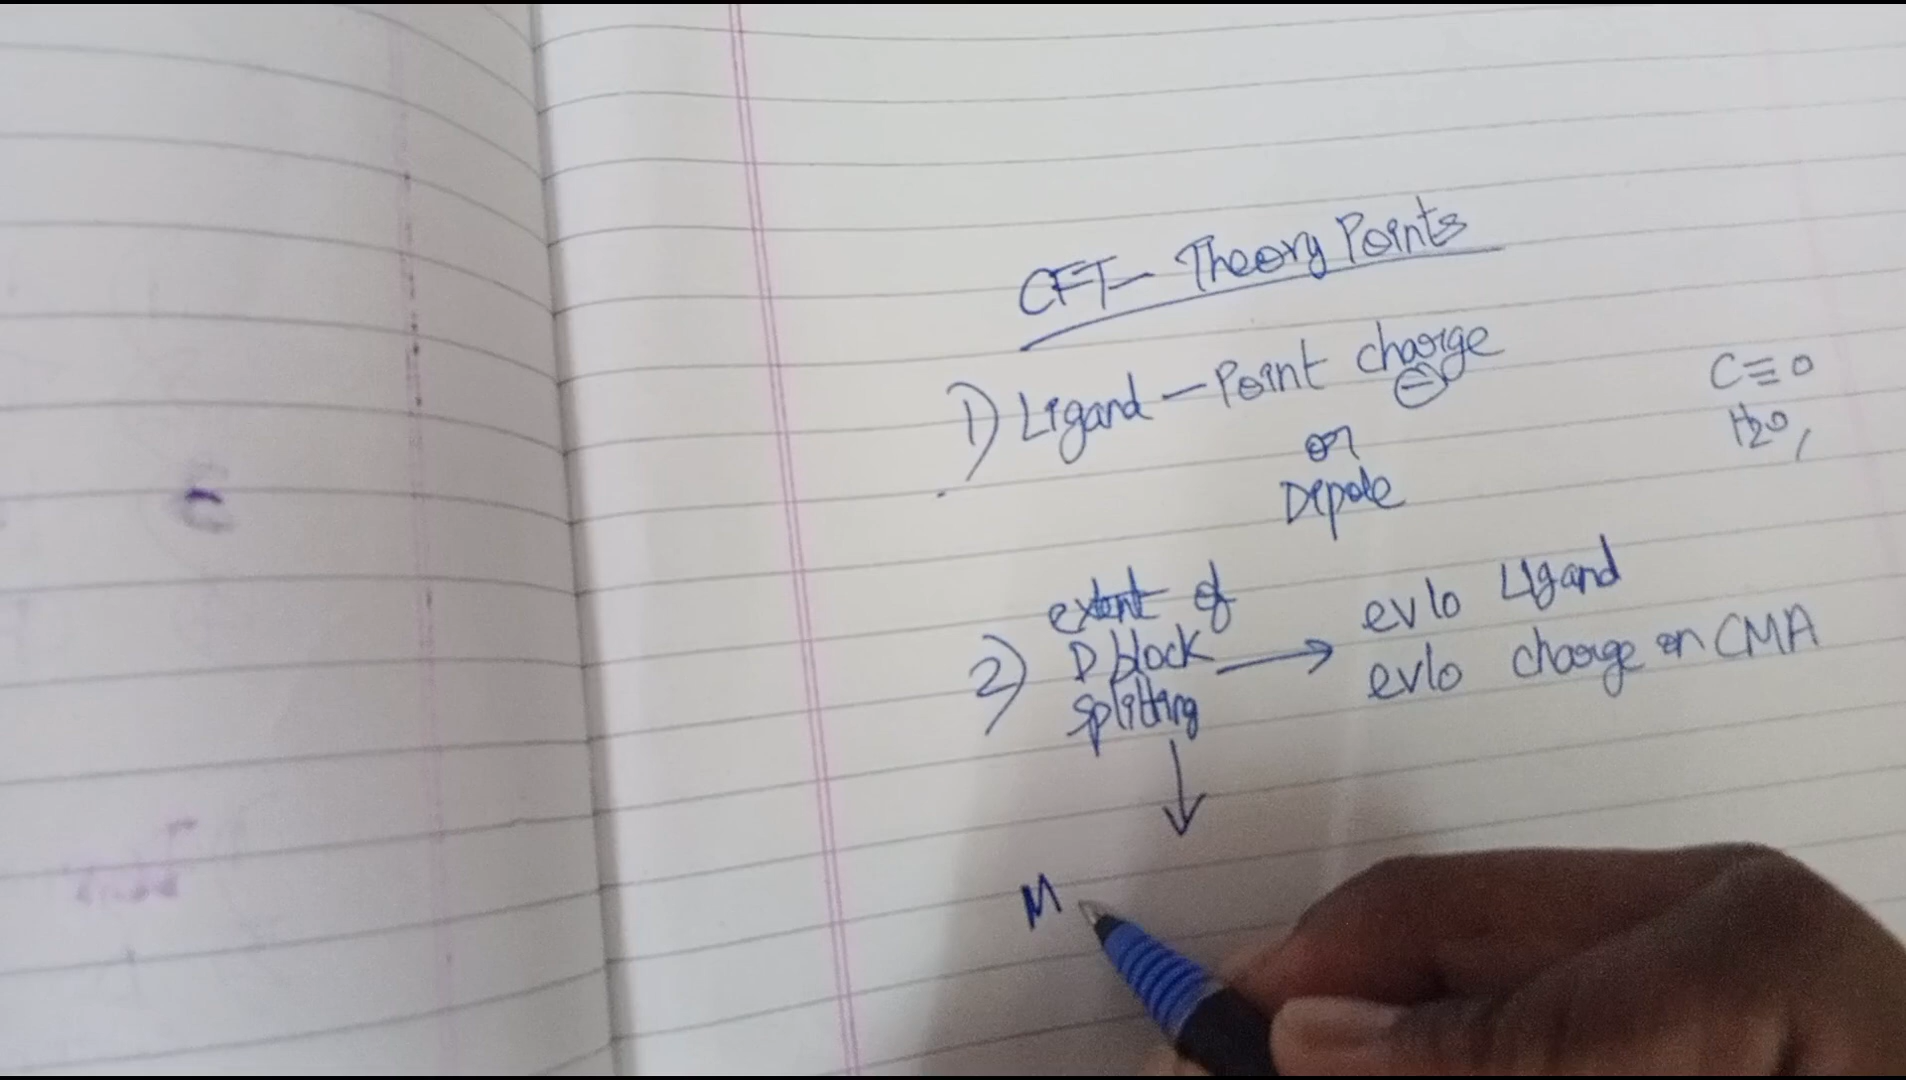 CFT- Theory Points
1) Ligand - Point charge
⊖
or
Dipole
C≡O
H2O,
2) extent of
D block
splitting
→ evlo Ligand
evlo charge on CMA
↓
M